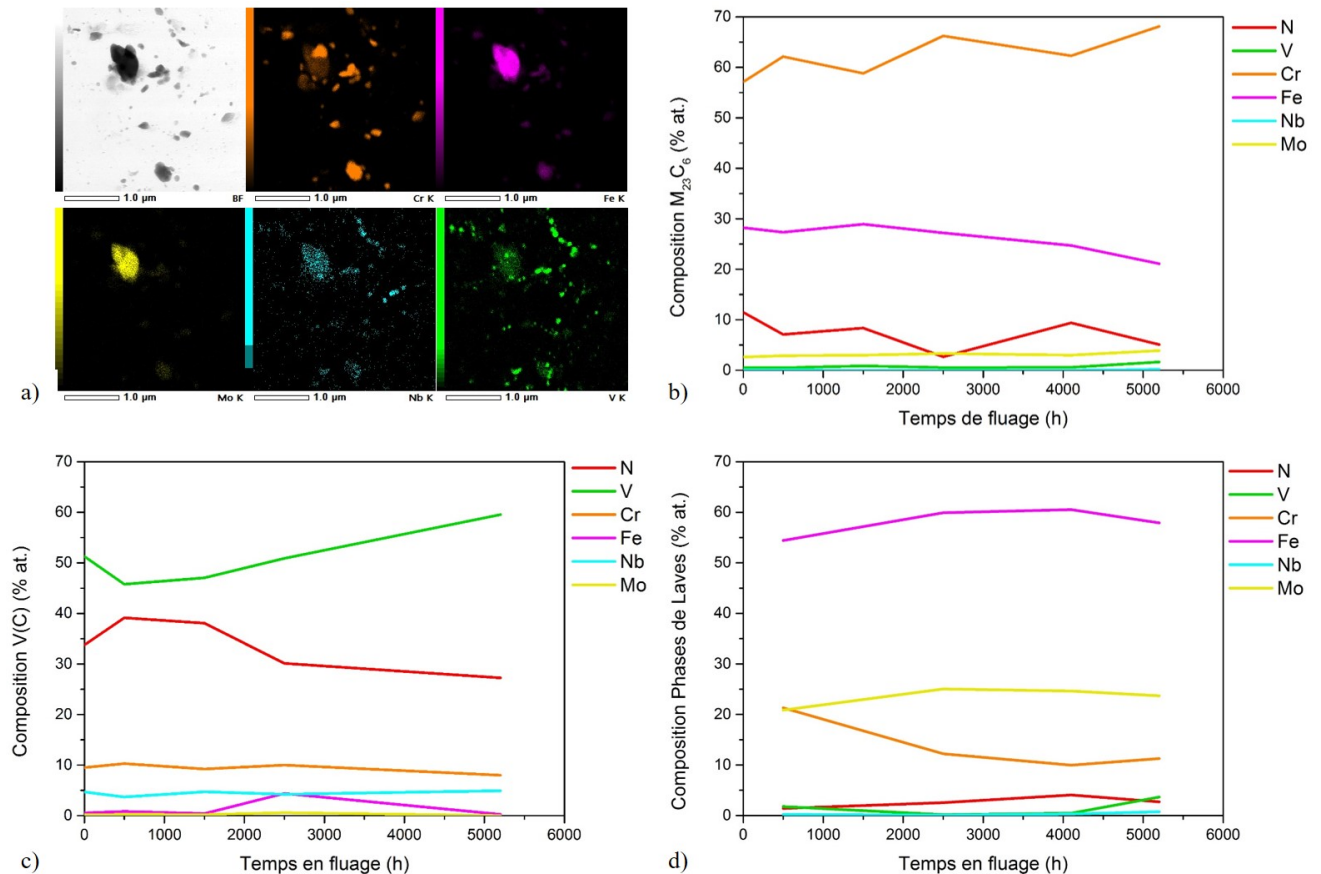 1.0 µm BF
1.0 µm Cr K
1.0 µm Fe K
1.0 µm Mo K
1.0 µm Nb K
1.0 µm V K
a)
70
60
50
40
30
20
10
0
Composition M23C6 (% at.)
0 1000 2000 3000 4000 5000 6000
Temps de fluage (h)
N
V
Cr
Fe
Nb
Mo
b)
70
60
50
40
30
20
10
0
Composition V(C) (% at.)
0 1000 2000 3000 4000 5000 6000
Temps en fluage (h)
N
V
Cr
Fe
Nb
Mo
c)
70
60
50
40
30
20
10
0
Composition Phases de Laves (% at.)
0 1000 2000 3000 4000 5000 6000
Temps en fluage (h)
N
V
Cr
Fe
Nb
Mo
d)